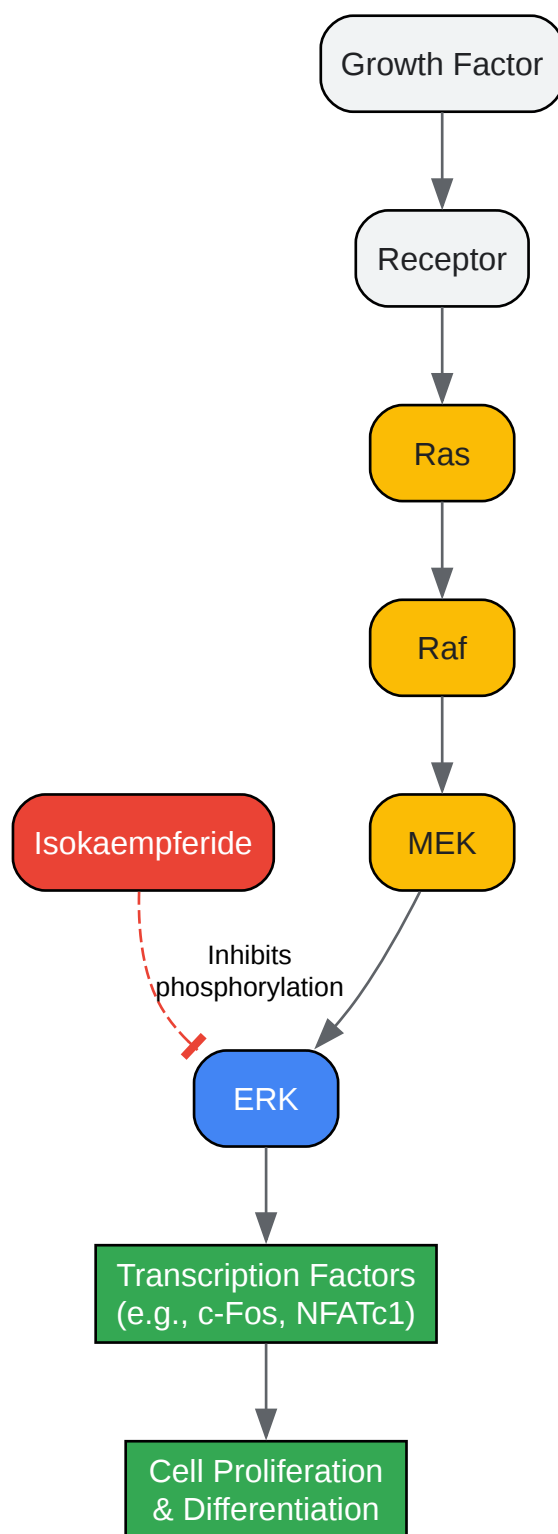 Growth Factor
Receptor
Ras
Raf
Isokaempferide
MEK
Inhibits
phosphorylation
ERK
Transcription Factors
(e.g., c-Fos, NFATc1)
Cell Proliferation
& Differentiation